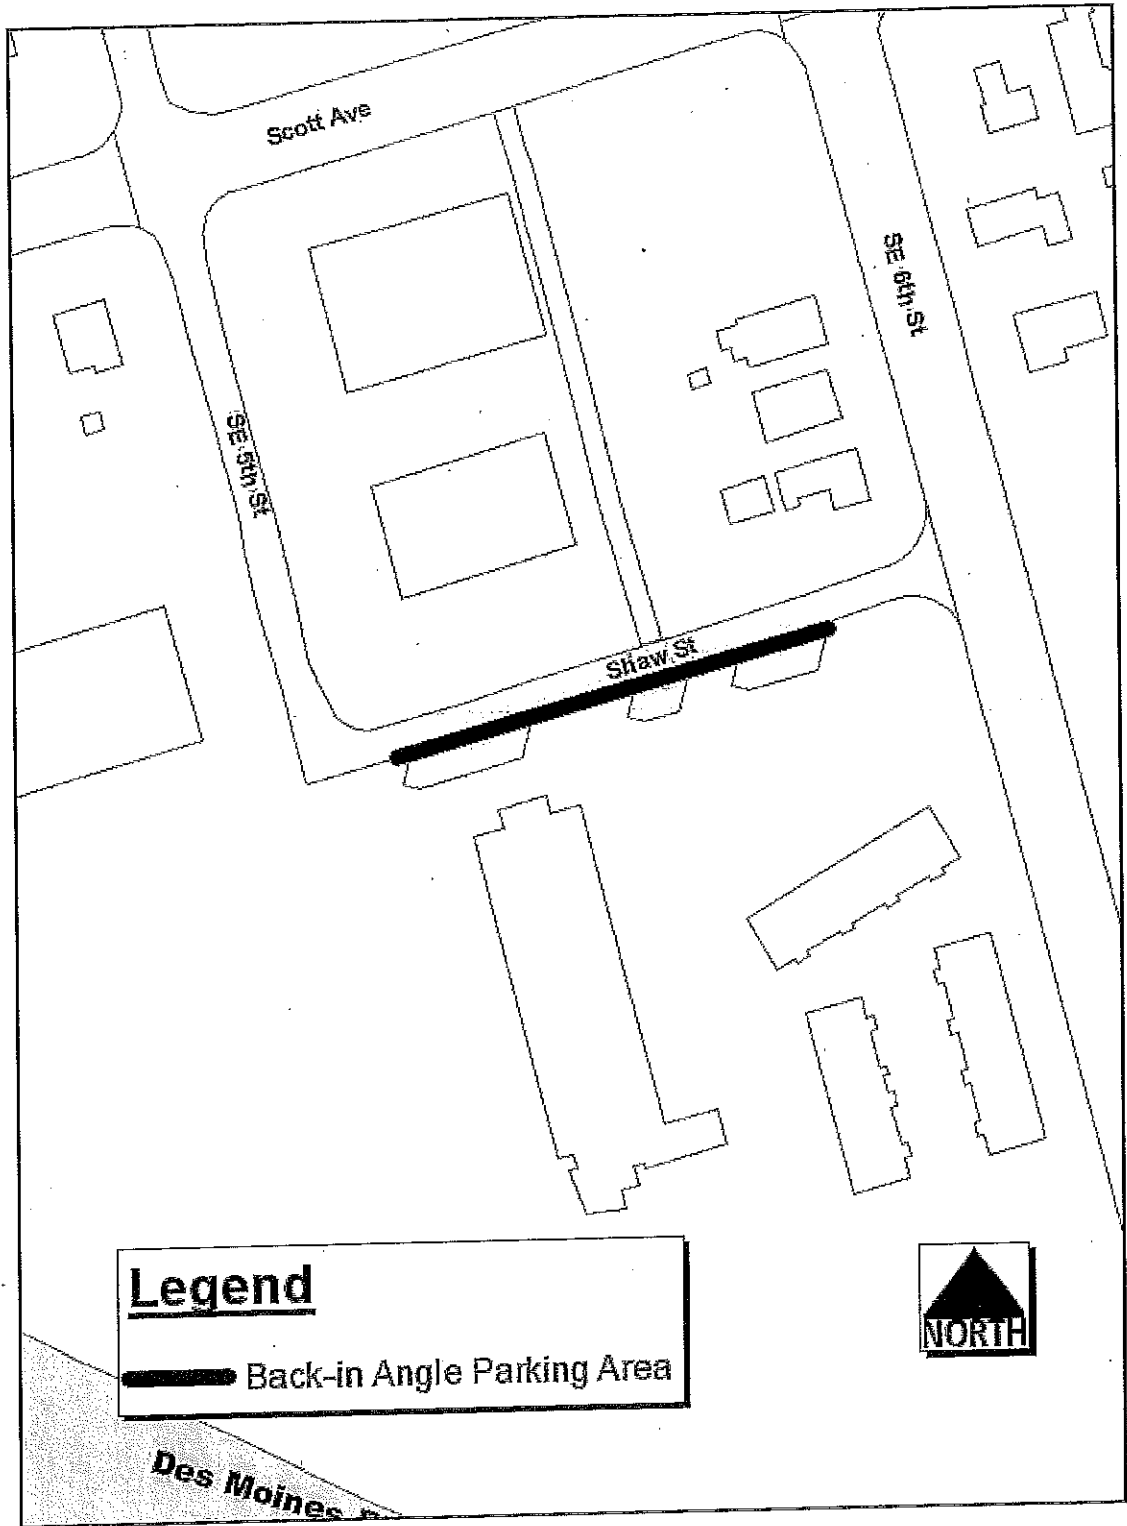 Scott Ave
SE 6th St
SE 5th St
Shaw St
Legend
Back-in Angle Parking Area
NORTH
Des Moines